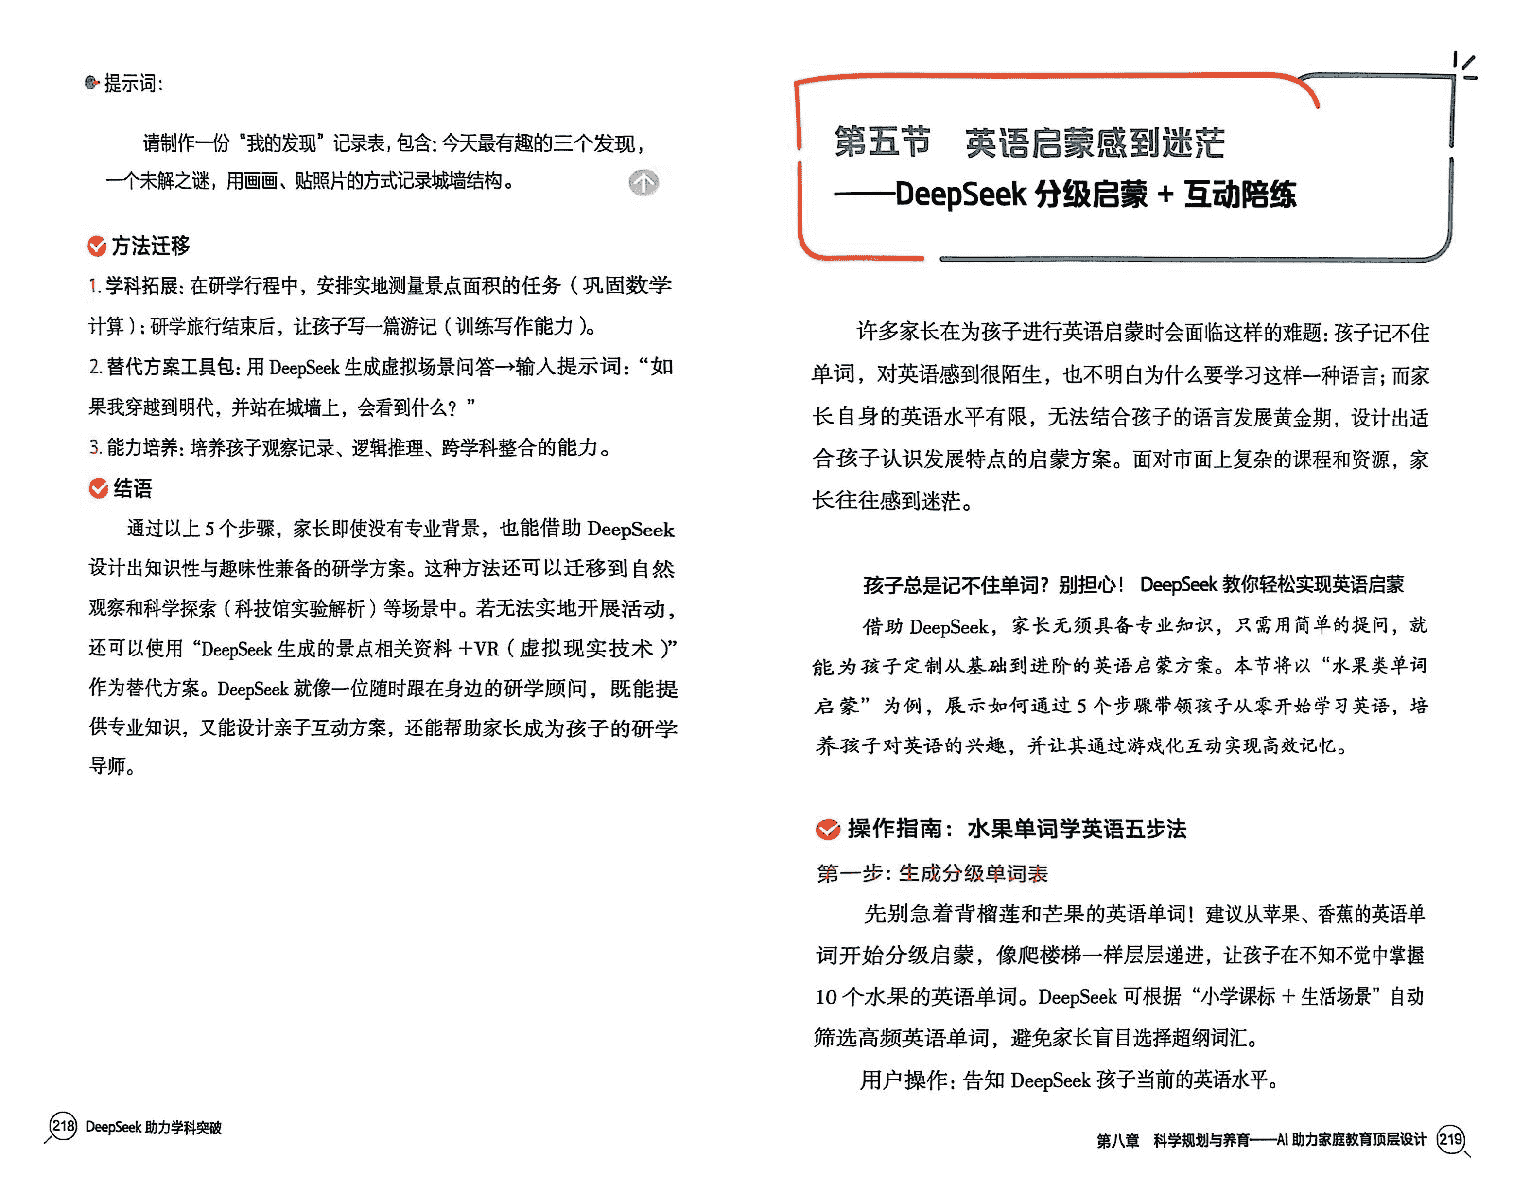 提示词：
请制作一份“我的发现”记录表，包含：今天最有趣的三个发现，
一个未解之谜，用画画、贴照片的方式记录城墙结构。
方法迁移
1. 学科拓展：在研学行程中，安排实地测量景点面积的任务（巩固数学
计算）；研学旅行结束后，让孩子写一篇游记（训练写作能力）。
2. 替代方案工具包：用 DeepSeek 生成虚拟场景问答→输入提示词：“如
果我穿越到明代，并站在城墙上，会看到什么？”
3. 能力培养：培养孩子观察记录、逻辑推理、跨学科整合的能力。
结语
通过以上 5 个步骤，家长即使没有专业背景，也能借助 DeepSeek
设计出知识性与趣味性兼备的研学方案。这种方法还可以迁移到自然
观察和科学探索（科技馆实验解析）等场景中。若无法实地开展活动，
还可以使用“DeepSeek 生成的景点相关资料 +VR（虚拟现实技术）”
作为替代方案。DeepSeek 就像一位随时跟在身边的研学顾问，既能提
供专业知识，又能设计亲子互动方案，还能帮助家长成为孩子的研学
导师。
218 DeepSeek 助力学科突破
第五节 英语启蒙感到迷茫
——DeepSeek 分级启蒙 + 互动陪练
许多家长在为孩子进行英语启蒙时会面临这样的难题：孩子记不住
单词，对英语感到很陌生，也不明白为什么要学习这样一种语言；而家
长自身的英语水平有限，无法结合孩子的语言发展黄金期，设计出适
合孩子认识发展特点的启蒙方案。面对市面上复杂的课程和资源，家
长往往感到迷茫。
孩子总是记不住单词？别担心！DeepSeek 教你轻松实现英语启蒙
借助 DeepSeek，家长无须具备专业知识，只需用简单的提问，就
能为孩子定制从基础到进阶的英语启蒙方案。本节将以“水果类单词
启蒙”为例，展示如何通过 5 个步骤带领孩子从零开始学习英语，培
养孩子对英语的兴趣，并让其通过游戏化互动实现高效记忆。
操作指南：水果单词学英语五步法
第一步：生成分级单词表
先别急着背榴莲和芒果的英语单词！建议从苹果、香蕉的英语单
词开始分级启蒙，像爬楼梯一样层层递进，让孩子在不知不觉中掌握
10 个水果的英语单词。DeepSeek 可根据“小学课标 + 生活场景”自动
筛选高频英语单词，避免家长盲目选择超纲词汇。
用户操作：告知 DeepSeek 孩子当前的英语水平。
第八章 科学规划与养育——AI 助力家庭教育顶层设计 219